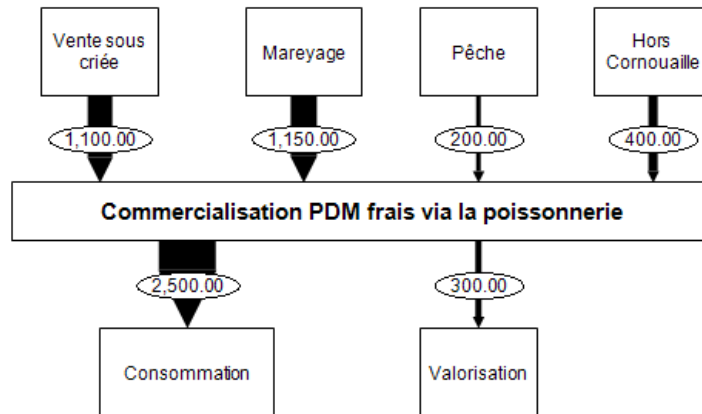 Vente sous
criée
Mareyage
Pêche
Hors
Cornouaille
1,100.00
1,150.00
200.00
400.00
Commercialisation PDM frais via la poissonnerie
2,500.00
300.00
Consommation
Valorisation